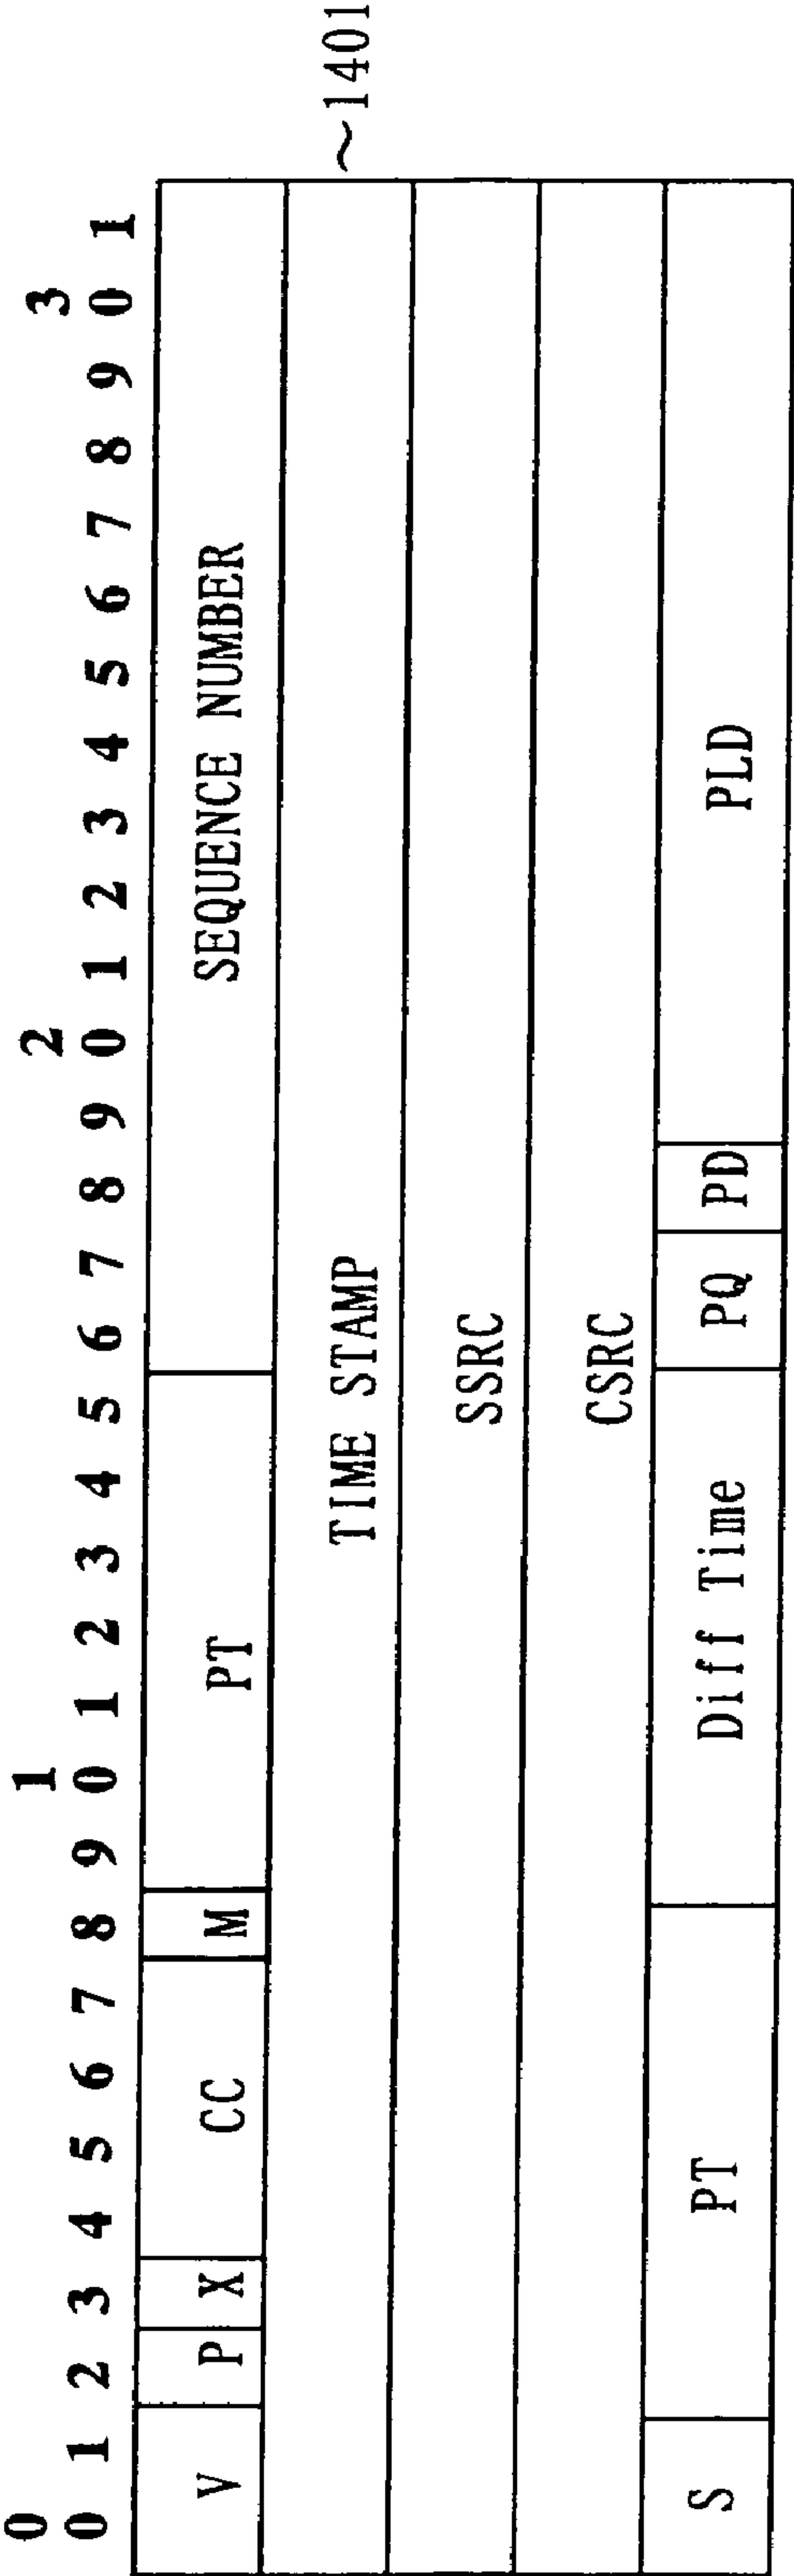 0 1 2 3
0 1 2 3 4 5 6 7 8 9 0 1 2 3 4 5 6 7 8 9 0 1 2 3 4 5 6 7 8 9 0 1
V P X CC M PT SEQUENCE NUMBER
TIME STAMP ~1401
SSRC
CSRC
S PT Diff Time PQ PD PLD